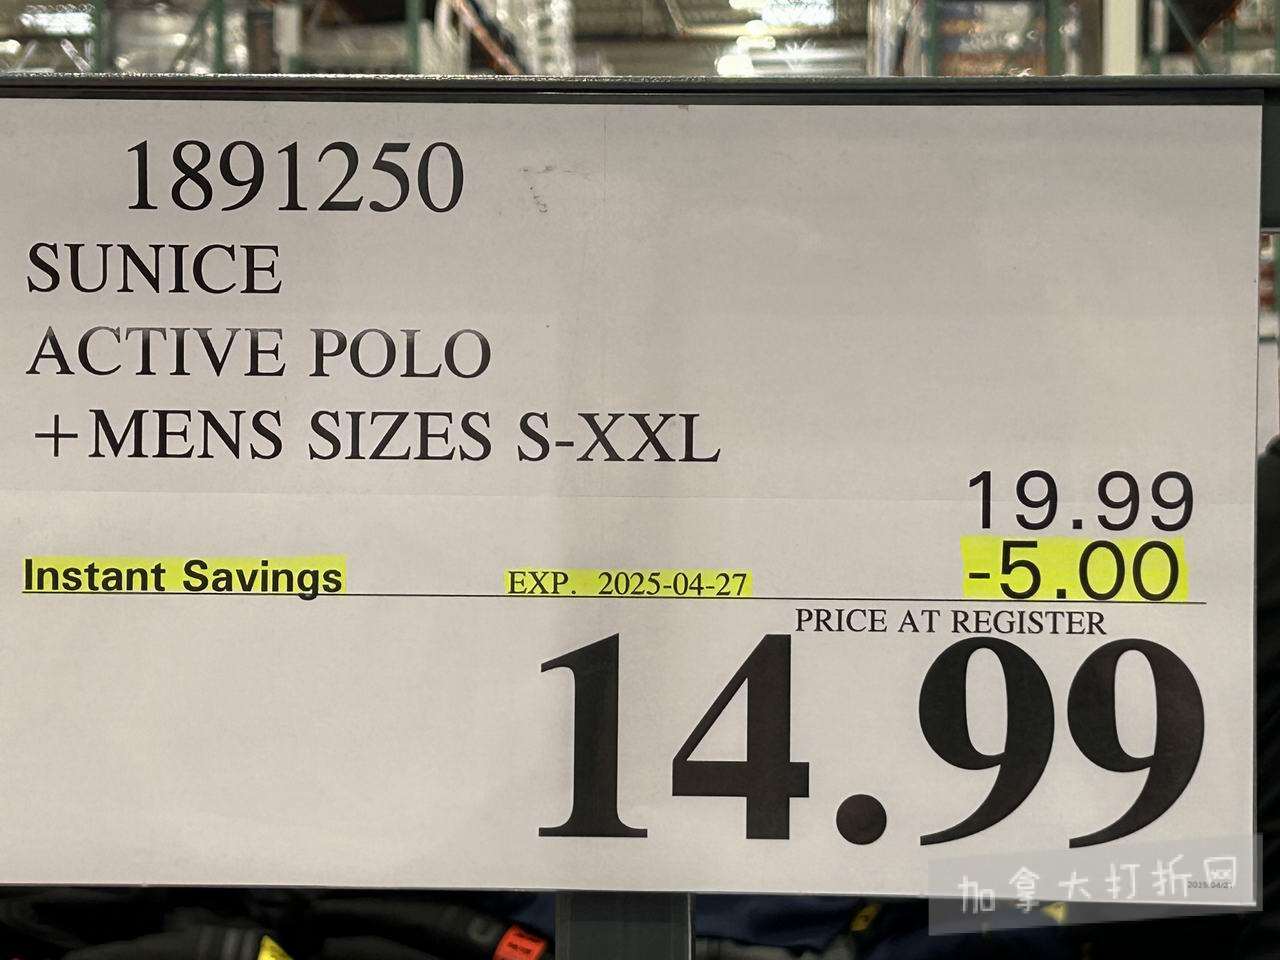 1891250
SUNICE
ACTIVE POLO
+MENS SIZES S-XXL
19.99
Instant Savings EXP. 2025-04-27 -5.00
PRICE AT REGISTER
14.99
加拿大打折网